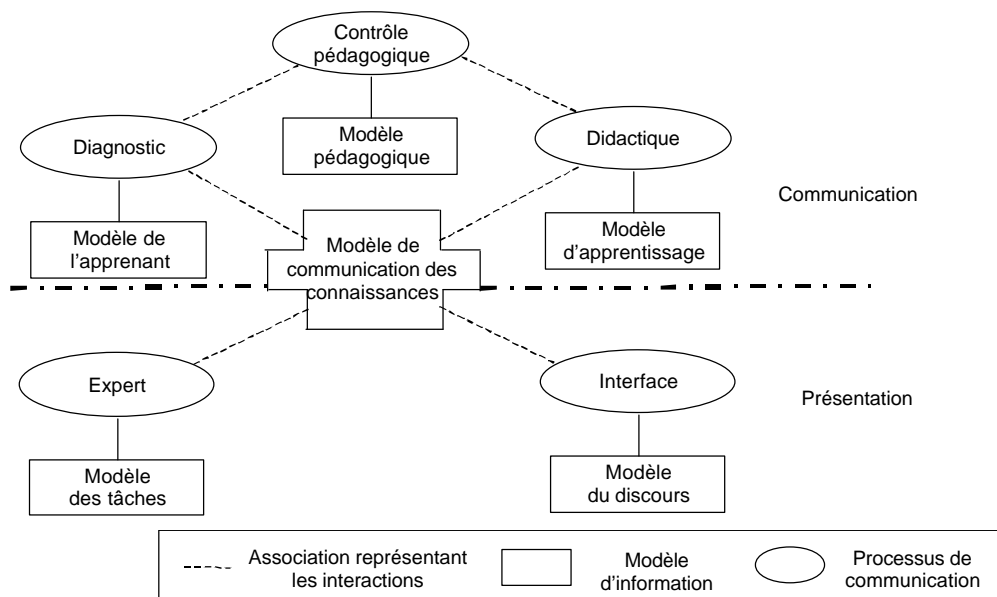 Contrôle
pédagogique
Diagnostic
Modèle
pédagogique
Didactique
Communication
Modèle de
l'apprenant
Modèle de
communication des
connaissances
Modèle
d'apprentissage
Expert
Interface
Présentation
Modèle
des tâches
Modèle
du discours
Association représentant
les interactions
Modèle
d'information
Processus de
communication